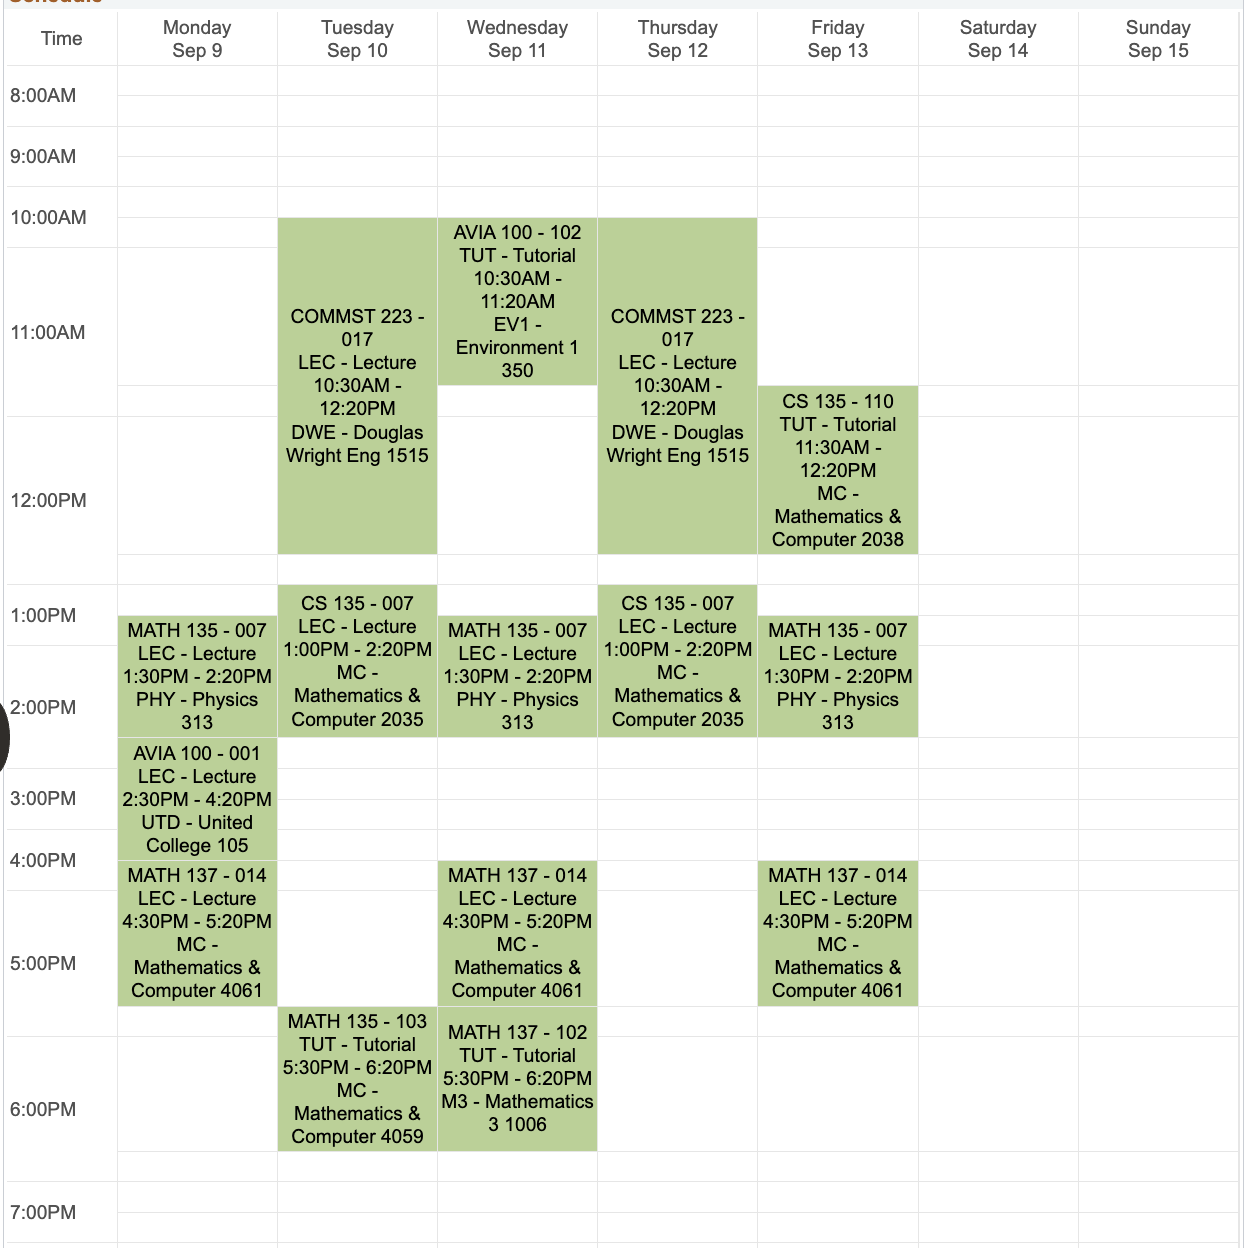 Schedule
Time
Monday
Sep 9
Tuesday
Sep 10
Wednesday
Sep 11
Thursday
Sep 12
Friday
Sep 13
Saturday
Sep 14
Sunday
Sep 15
8:00AM
9:00AM
10:00AM
COMMST 223 -
017
LEC - Lecture
10:30AM -
12:20PM
DWE - Douglas
Wright Eng 1515
AVIA 100 - 102
TUT - Tutorial
10:30AM -
11:20AM
EV1 -
Environment 1
350
COMMST 223 -
017
LEC - Lecture
10:30AM -
12:20PM
DWE - Douglas
Wright Eng 1515
11:00AM
CS 135 - 110
TUT - Tutorial
11:30AM -
12:20PM
MC -
Mathematics &
Computer 2038
12:00PM
1:00PM
CS 135 - 007
LEC - Lecture
1:00PM - 2:20PM
MC -
Mathematics &
Computer 2035
CS 135 - 007
LEC - Lecture
1:00PM - 2:20PM
MC -
Mathematics &
Computer 2035
MATH 135 - 007
LEC - Lecture
1:30PM - 2:20PM
PHY - Physics
313
MATH 135 - 007
LEC - Lecture
1:30PM - 2:20PM
PHY - Physics
313
MATH 135 - 007
LEC - Lecture
1:30PM - 2:20PM
PHY - Physics
313
2:00PM
AVIA 100 - 001
LEC - Lecture
2:30PM - 4:20PM
UTD - United
College 105
3:00PM
4:00PM
MATH 137 - 014
LEC - Lecture
4:30PM - 5:20PM
MC -
Mathematics &
Computer 4061
MATH 137 - 014
LEC - Lecture
4:30PM - 5:20PM
MC -
Mathematics &
Computer 4061
MATH 137 - 014
LEC - Lecture
4:30PM - 5:20PM
MC -
Mathematics &
Computer 4061
5:00PM
MATH 135 - 103
TUT - Tutorial
5:30PM - 6:20PM
MC -
Mathematics &
Computer 4059
MATH 137 - 102
TUT - Tutorial
5:30PM - 6:20PM
M3 - Mathematics
3 1006
6:00PM
7:00PM